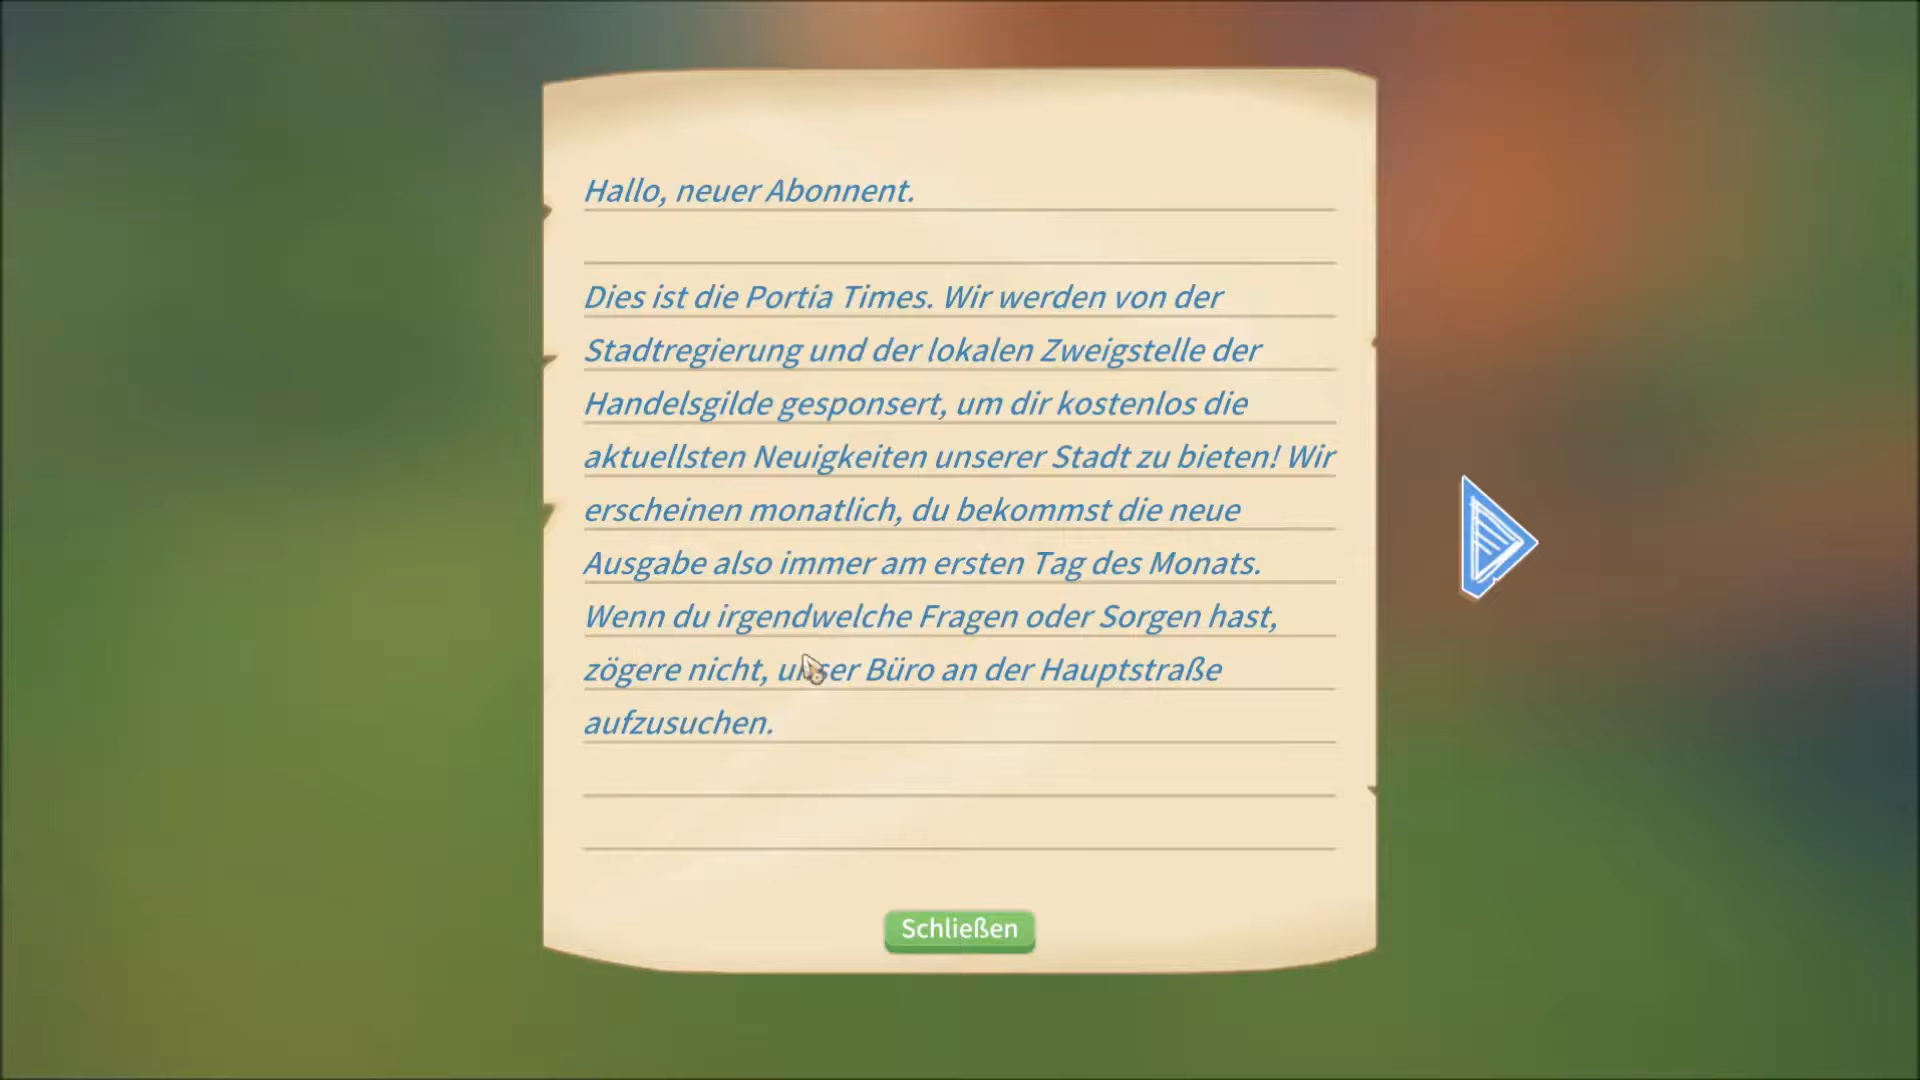 Hallo, neuer Abonnent.
Dies ist die Portia Times. Wir werden von der
Stadtregierung und der lokalen Zweigstelle der
Handelsgilde gesponsert, um dir kostenlos die
aktuellsten Neuigkeiten unserer Stadt zu bieten! Wir
erscheinen monatlich, du bekommst die neue
Ausgabe also immer am ersten Tag des Monats.
Wenn du irgendwelche Fragen oder Sorgen hast,
zögere nicht, unser Büro an der Hauptstraße
aufzusuchen.
Schließen